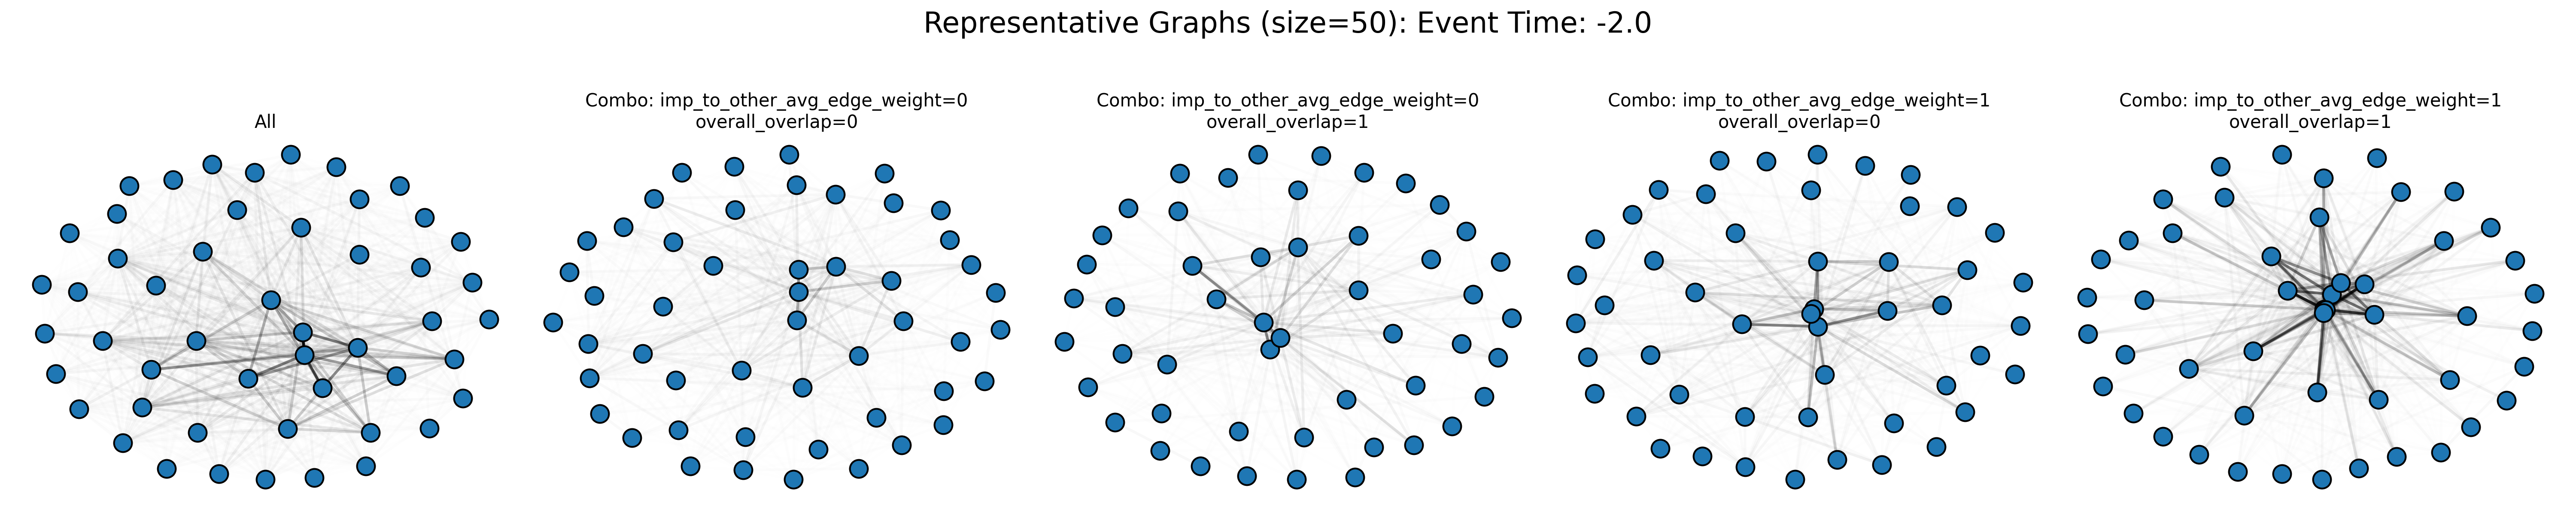 Representative Graphs (size=50): Event Time: -2.0
All
Combo: imp_to_other_avg_edge_weight=0
overall_overlap=0
Combo: imp_to_other_avg_edge_weight=0
overall_overlap=1
Combo: imp_to_other_avg_edge_weight=1
overall_overlap=0
Combo: imp_to_other_avg_edge_weight=1
overall_overlap=1